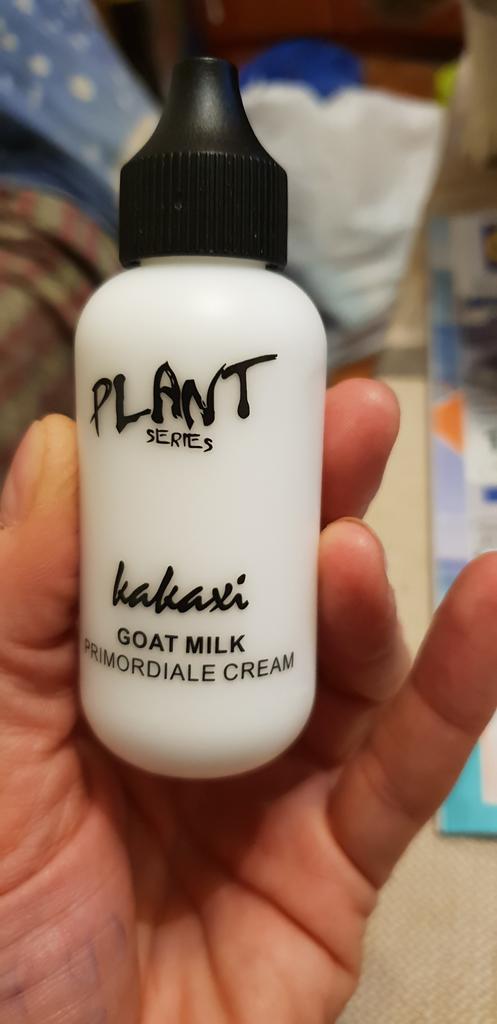 PLANT
SERIES
kakaxi
GOAT MILK
PRIMORDIALE CREAM